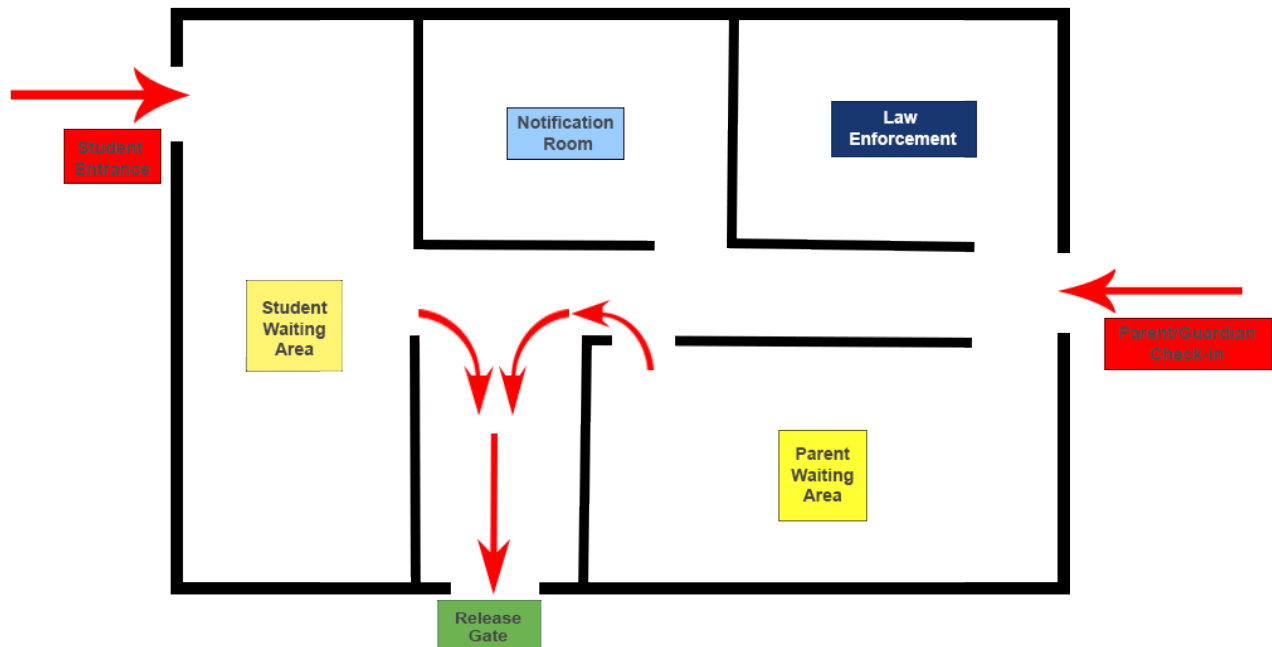 Notification
Room
Law
Enforcement
Student
Entrance
Student
Waiting
Area
Parent/Guardian
Check-In
Parent
Waiting
Area
Release
Gate